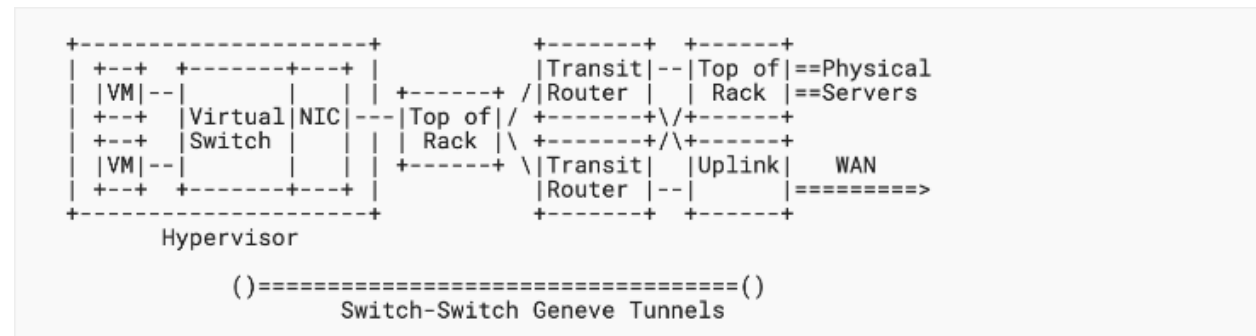 +---------------------+           +-------+  +------+
| +--+  +-------+---+ |           |Transit|--|Top of|==Physical
| |VM|--|       |   | | +------+ /|Router |  | Rack |==Servers
| +--+  |Virtual|NIC|---|Top of|/ +-------+\/+------+
| +--+  |Switch |   | | | Rack |\ +-------+/\+------+
| |VM|--|       |   | | +------+ \|Transit|  |Uplink|   WAN
| +--+  +-------+---+ |           |Router |--|      |=========>
+---------------------+           +-------+  +------+
       Hypervisor
            ()===================================()
                    Switch-Switch Geneve Tunnels